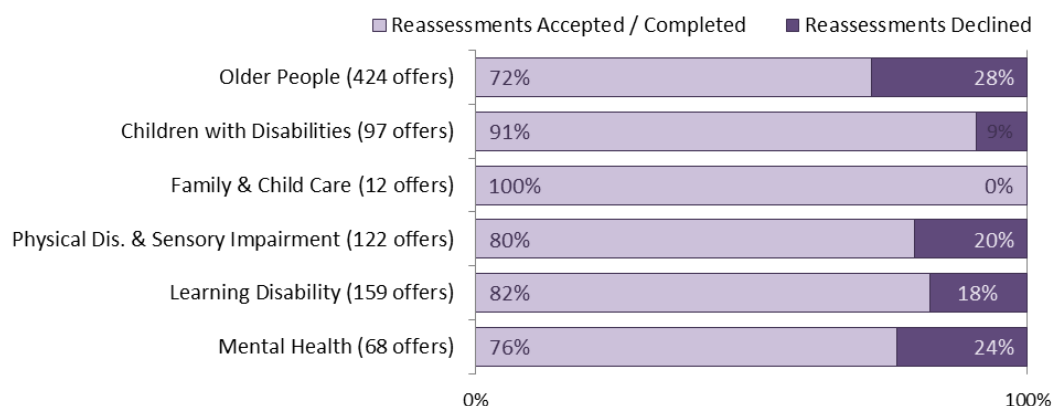 Reassessments Accepted / Completed Reassessments Declined
Older People (424 offers) 72% 28%
Children with Disabilities (97 offers) 91% 9%
Family & Child Care (12 offers) 100% 0%
Physical Dis. & Sensory Impairment (122 offers) 80% 20%
Learning Disability (159 offers) 82% 18%
Mental Health (68 offers) 76% 24%
0% 100%